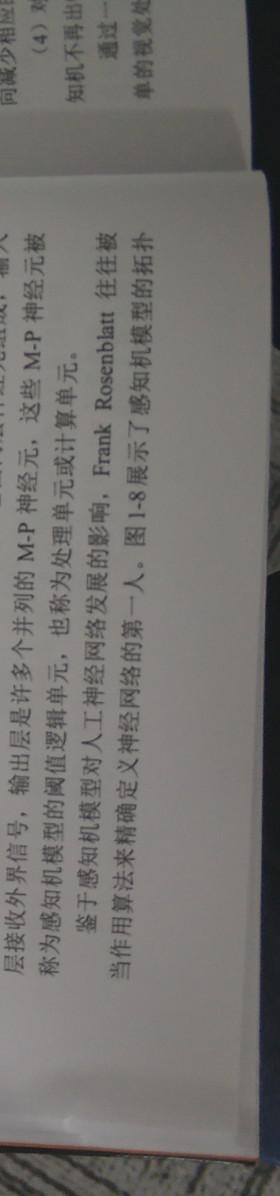 向减少相应
（4）对
知机不再出
通过一
单的视觉处
层接收外界信号，输出层是许多个并列的 M-P 神经元，这些 M-P 神经元被
称为感知机模型的阈值逻辑单元，也称为处理单元或计算单元。
鉴于感知机模型对人工神经网络发展的影响，Frank Rosenblatt 往往被
当作用算法来精确定义神经网络的第一人。图 1-8 展示了感知机模型的拓扑